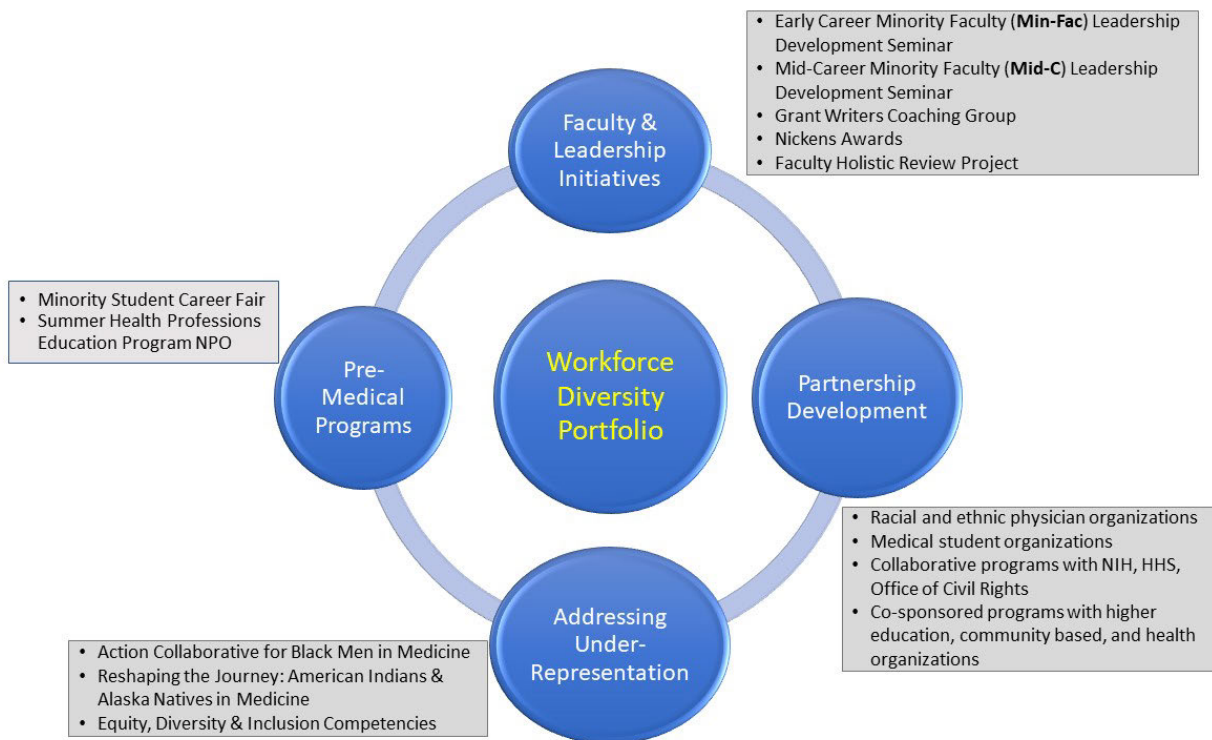 • Early Career Minority Faculty (Min-Fac) Leadership
Development Seminar
• Mid-Career Minority Faculty (Mid-C) Leadership
Development Seminar
• Grant Writers Coaching Group
• Nickens Awards
• Faculty Holistic Review Project
Faculty &
Leadership
Initiatives
• Minority Student Career Fair
• Summer Health Professions
Education Program NPO
Pre-
Medical
Programs
Workforce
Diversity
Portfolio
Partnership
Development
• Racial and ethnic physician organizations
• Medical student organizations
• Collaborative programs with NIH, HHS,
Office of Civil Rights
• Co-sponsored programs with higher
education, community based, and health
organizations
Addressing
Under-
Representation
• Action Collaborative for Black Men in Medicine
• Reshaping the Journey: American Indians &
Alaska Natives in Medicine
• Equity, Diversity & Inclusion Competencies